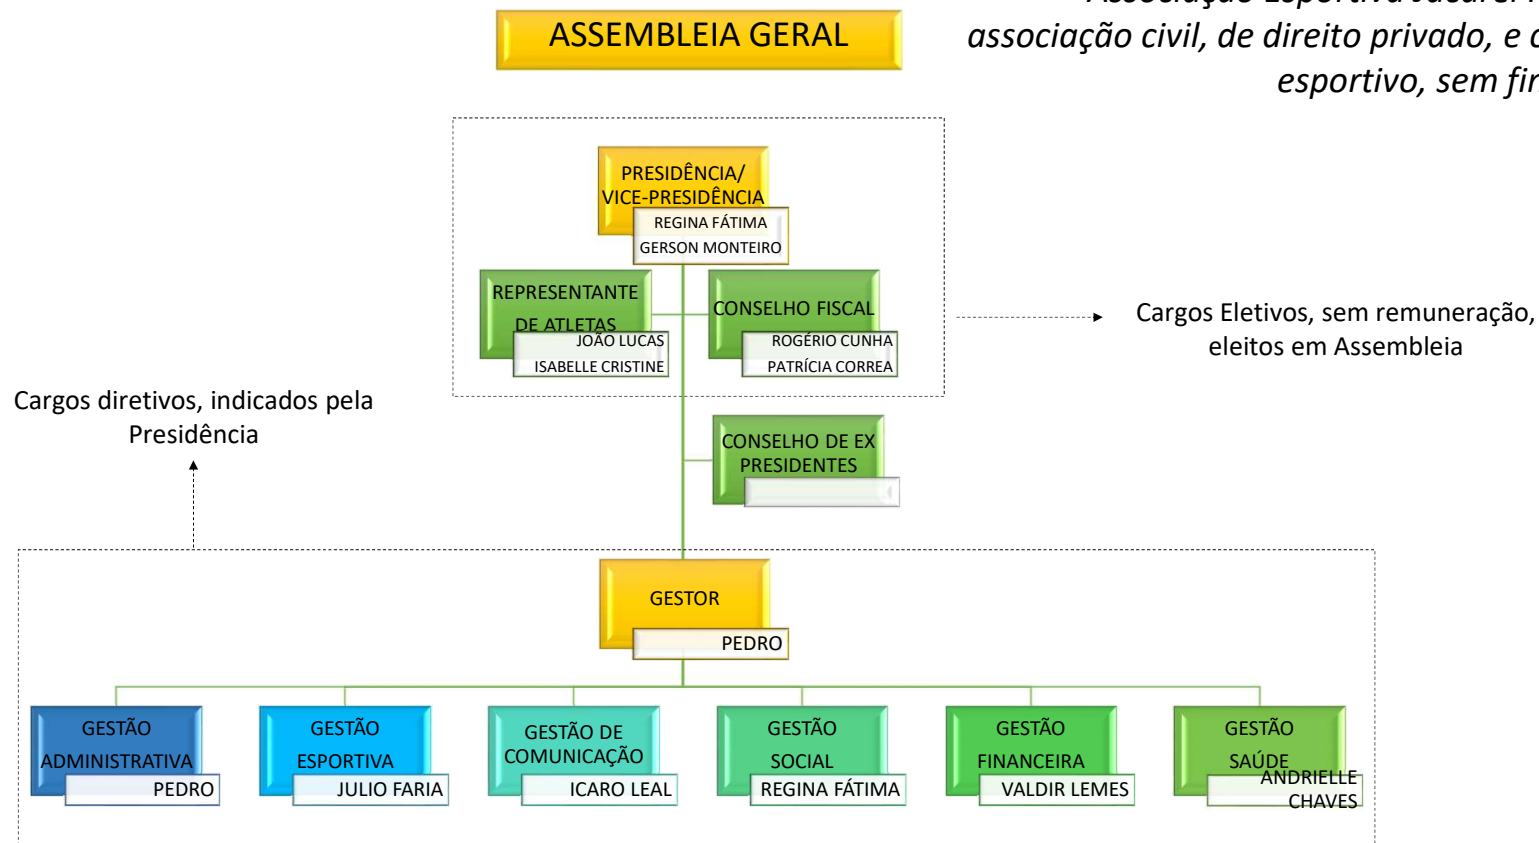 Associação Esportiva Jacareí
associação civil, de direito privado, e
esportivo, sem
ASSEMBLEIA GERAL
PRESIDÊNCIA/
VICE-PRESIDÊNCIA
REGINA FÁTIMA
GERSON MONTEIRO
REPRESENTANTE
DE ATLETAS
JOÃO LUCAS
ISABELLE CRISTINE
CONSELHO FISCAL
ROGÉRIO CUNHA
PATRÍCIA CORREA
Cargos Eletivos, sem remuneração,
eleitos em Assembleia
Cargos diretivos, indicados pela
Presidência
CONSELHO DE EX
PRESIDENTES
GESTOR
PEDRO
GESTÃO
ADMINISTRATIVA
PEDRO
GESTÃO
ESPORTIVA
JULIO FARIA
GESTÃO DE
COMUNICAÇÃO
ICARO LEAL
GESTÃO
SOCIAL
REGINA FÁTIMA
GESTÃO
FINANCEIRA
VALDIR LEMES
GESTÃO
SAÚDE
ANDRIELLE
CHAVES